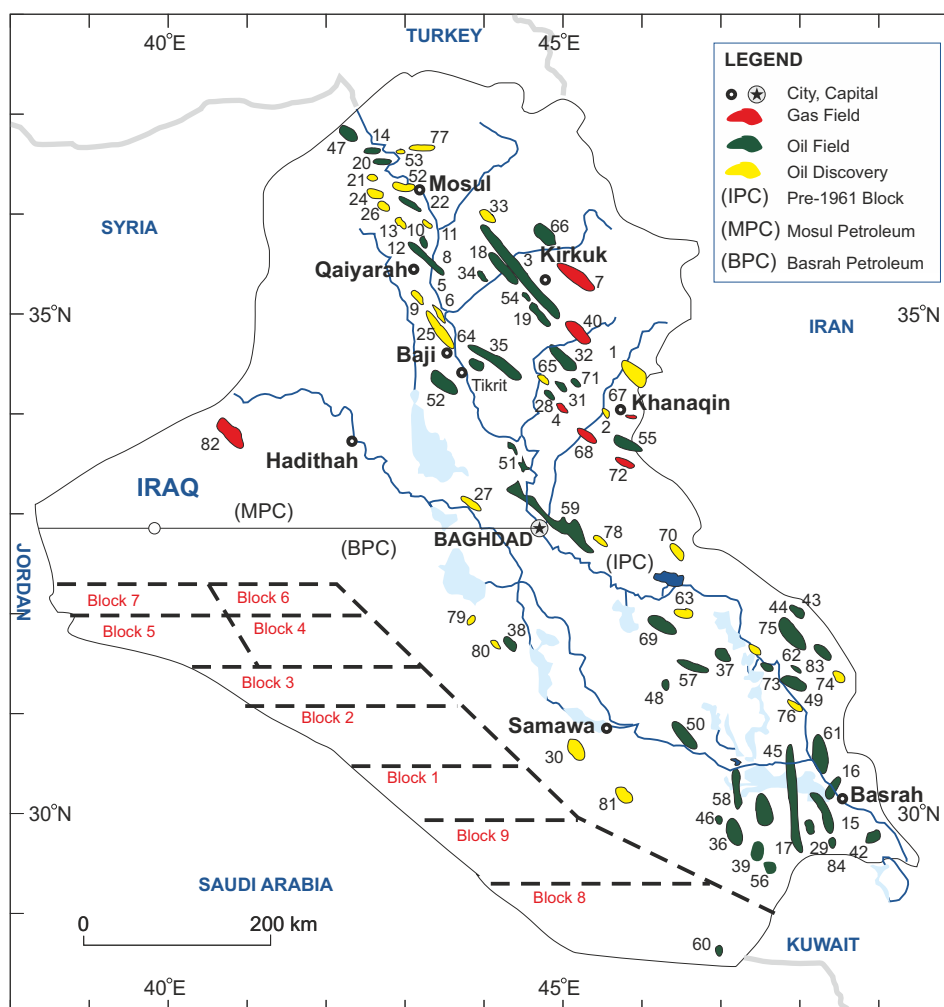 40°E
45°E
TURKEY
LEGEND
City, Capital
Gas Field
Oil Field
Oil Discovery
(IPC) Pre-1961 Block
(MPC) Mosul Petroleum
(BPC) Basrah Petroleum
47
14
77
20
53
52
21
Mosul
24
22
33
26
SYRIA
66
13
10
11
12
18
3
Kirkuk
8
34
Qaiyarah
7
5
54
9
6
35°N
35°N
19
25
40
IRAN
64
35
1
Baji
32
65
Tikrit
71
67
52
31
28
Khanaqin
4
2
82
68
55
51
Hadithah
72
IRAQ
27
(MPC)
59
78
70
BAGHDAD
(BPC)
(IPC)
JORDAN
Block 7
Block 6
63
44
43
79
Block 5
Block 4
38
69
75
80
62
83
37
Block 3
57
73
74
48
49
Block 2
76
50
Samawa
45
61
30
Block 1
16
58
81
Basrah
46
30°N
30°N
Block 9
15
36
17
29
42
39
84
56
SAUDI ARABIA
Block 8
0
200 km
60
KUWAIT
40°E
45°E